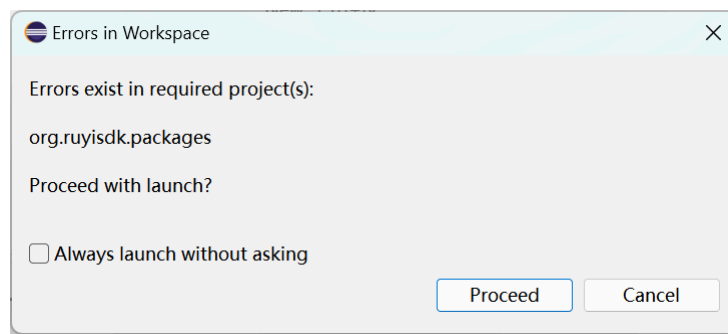 Errors in Workspace
Errors exist in required project(s):
org.ruyisdk.packages
Proceed with launch?
Always launch without asking
Proceed
Cancel